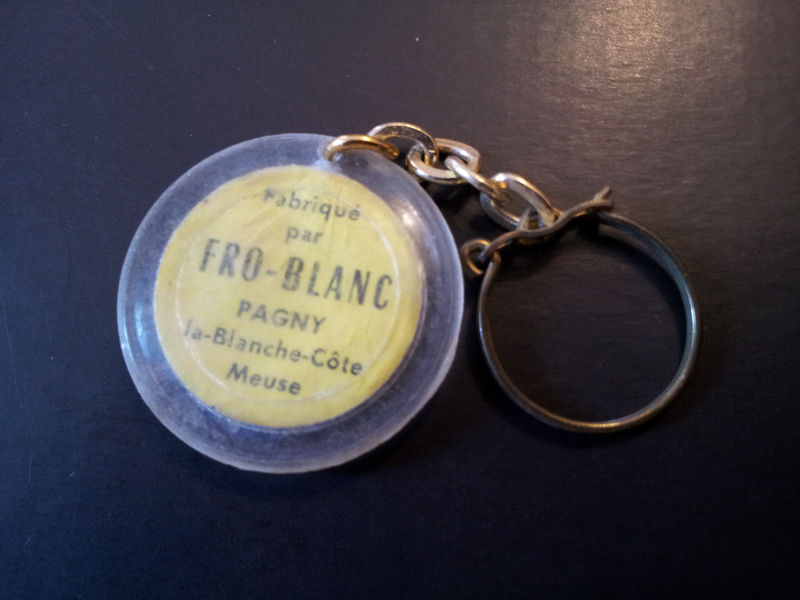 Fabriqué
par
FRO-BLANC
PAGNY
la-Blanche-Côte
Meuse